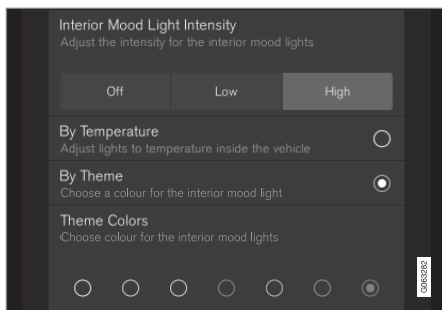 Interior Mood Light Intensity
Adjust the intensity for the interior mood lights
Off Low High
By Temperature
Adjust lights to temperature inside the vehicle
By Theme
Choose a colour for the interior mood light
Theme Colors
Choose colour for the interior mood lights
G063282